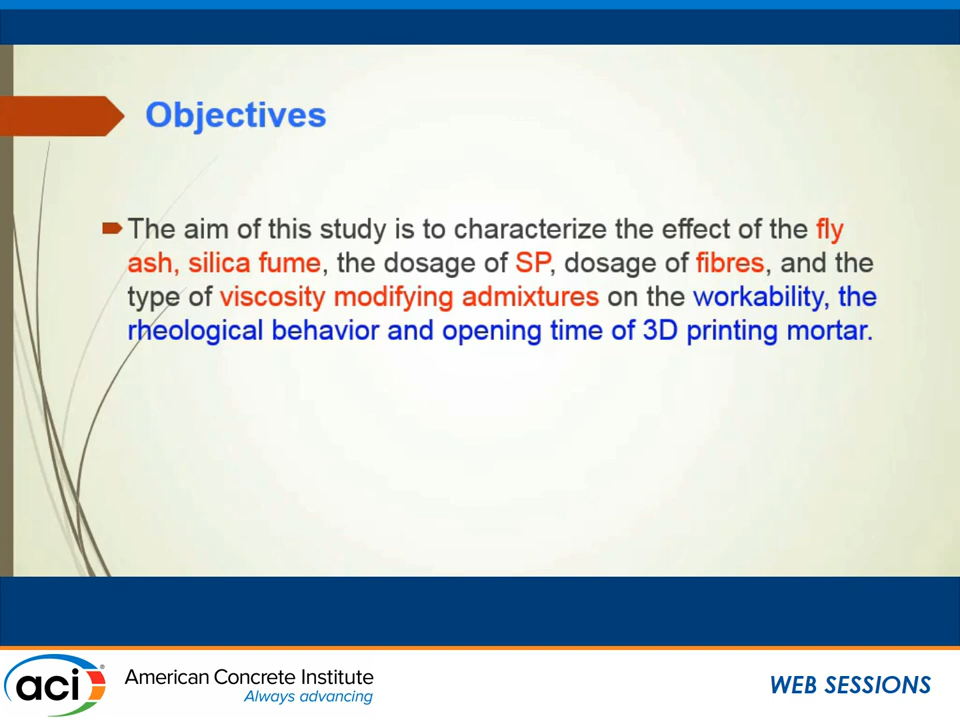 Objectives
The aim of this study is to characterize the effect of the fly
ash, silica fume, the dosage of SP, dosage of fibres, and the
type of viscosity modifying admixtures on the workability, the
rheological behavior and opening time of 3D printing mortar.
aci®
American Concrete Institute
Always advancing
WEB SESSIONS